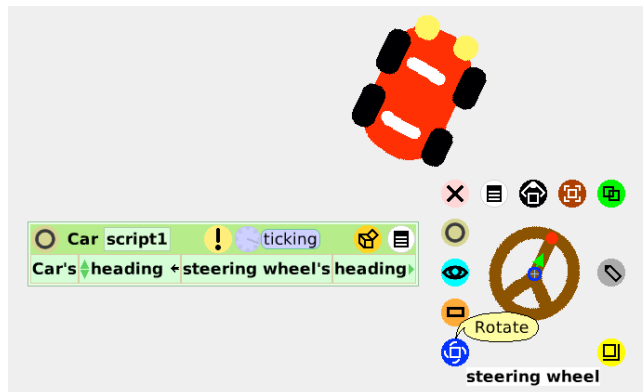 Car script1 ! ticking
Car's heading ← steering wheel's heading
Rotate
steering wheel